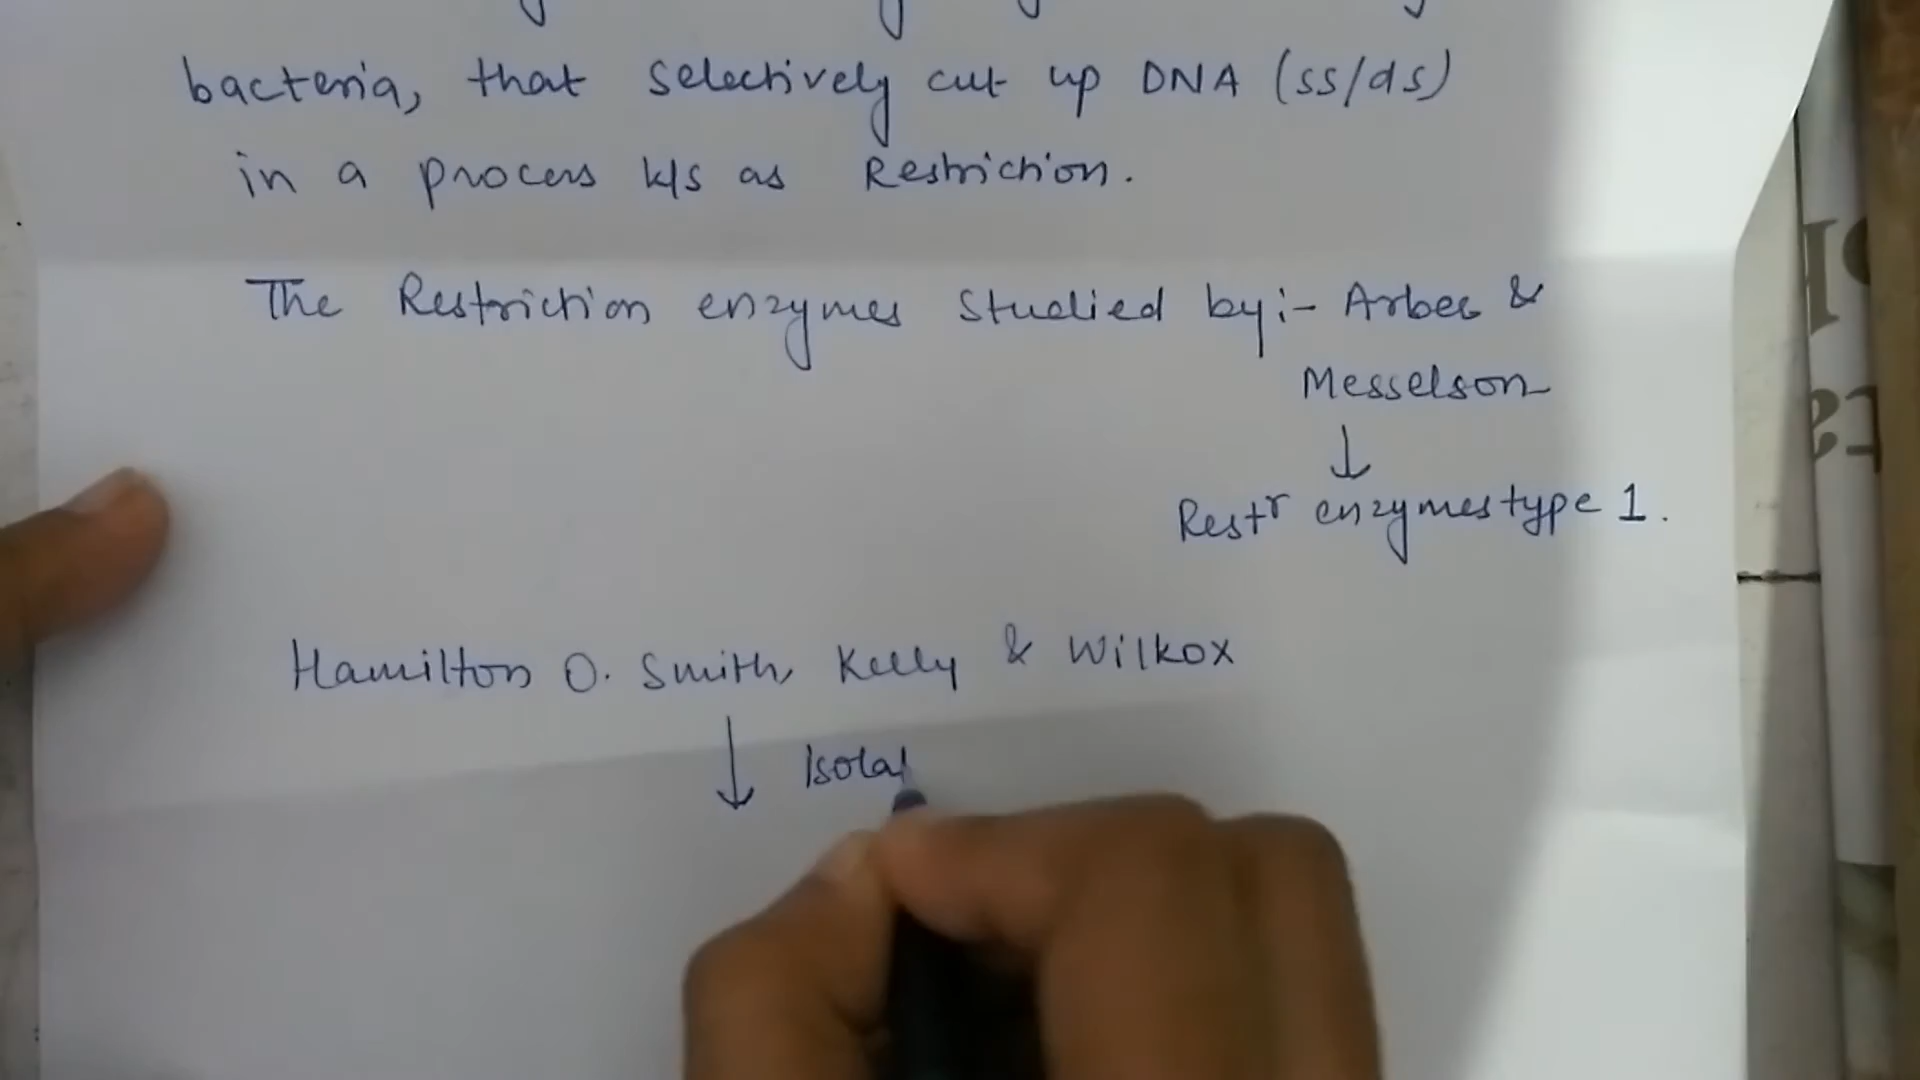 bacteria, that selectively cut up DNA (ss/ds)
in a process k/s as Restriction.
The Restriction enzymes studied by:- Arber &
Messelson
↓
Restr enzymes type 1.
Hamilton O. Smith, Kelly & Wilkox
↓ Isolat